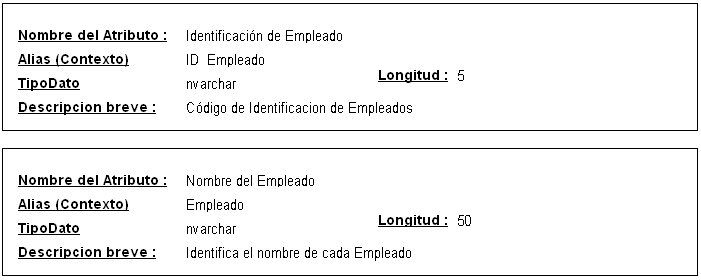 Nombre del Atributo : Identificación de Empleado
Alias (Contexto) ID Empleado
TipoDato nvarchar Longitud : 5
Descripcion breve : Código de Identificacion de Empleados
Nombre del Atributo : Nombre del Empleado
Alias (Contexto) Empleado
TipoDato nvarchar Longitud : 50
Descripcion breve : Identifica el nombre de cada Empleado